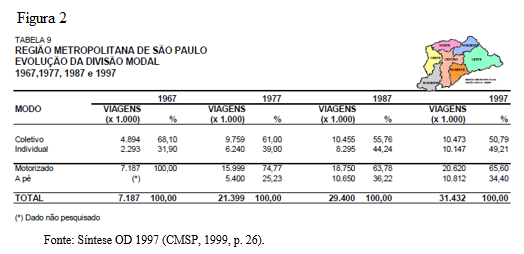 Figura 2
TABELA 9
REGIÃO METROPOLITANA DE SÃO PAULO
EVOLUÇÃO DA DIVISÃO MODAL
1967,1977, 1987 e 1997
1967 1977 1987 1997
MODO VIAGENS % VIAGENS % VIAGENS % VIAGENS %
(x 1.000) (x 1.000) (x 1.000) (x 1.000)
Coletivo 4.894 68,10 9.759 61,00 10.455 55,76 10.473 50,79
Individual 2.293 31,90 6.240 39,00 8.295 44,24 10.147 49,21
Motorizado 7.187 100,00 15.999 74,77 18.750 63,78 20.620 65,60
A pé (*) 5.400 25,23 10.650 36,22 10.812 34,40
TOTAL 7.187 100,00 21.399 100,00 29.400 100,00 31.432 100,00
(*) Dado não pesquisado
Fonte: Síntese OD 1997 (CMSP, 1999, p. 26).